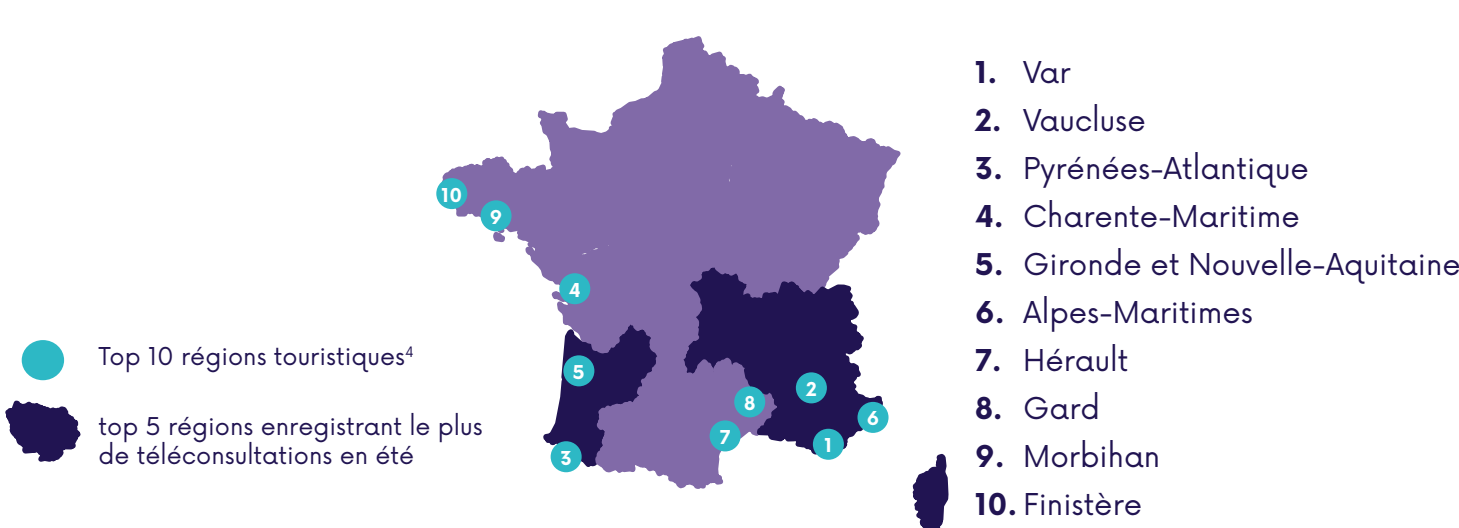 10
9
4
5
3
8
7
2
6
1
Top 10 régions touristiques4
top 5 régions enregistrant le plus
de téléconsultations en été
1. Var
2. Vaucluse
3. Pyrénées-Atlantique
4. Charente-Maritime
5. Gironde et Nouvelle-Aquitaine
6. Alpes-Maritimes
7. Hérault
8. Gard
9. Morbihan
10. Finistère